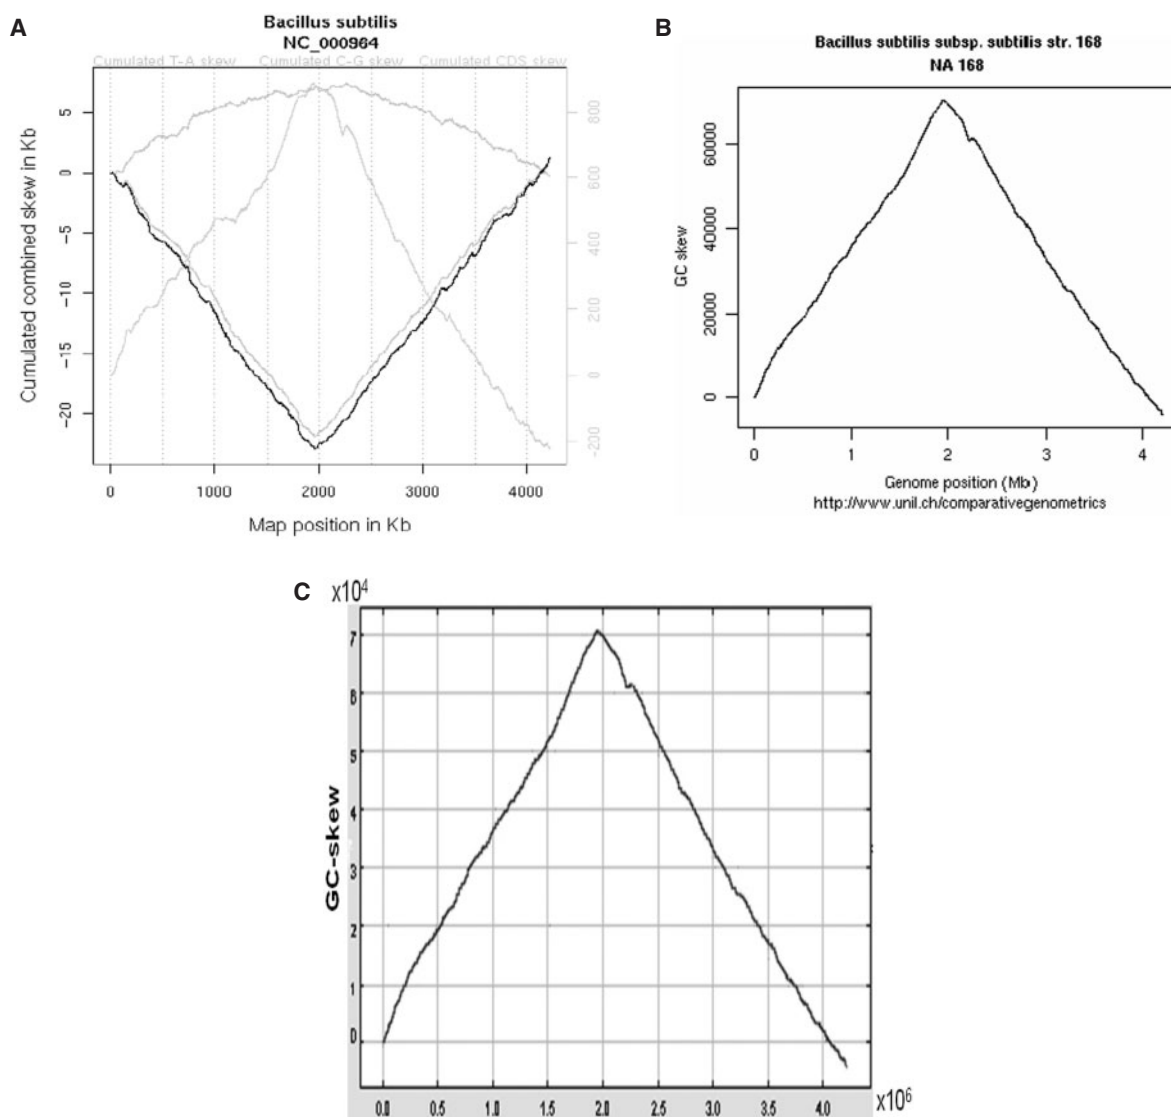 A
Bacillus subtilis
NC_000964
Cumulated T-A skew Cumulated C-G skew Cumulated CDS skew
Cumulated combined skew in Kb
5
0
-5
-10
-15
-20
800
600
400
200
0
-200
0 1000 2000 3000 4000
Map position in Kb
B
Bacillus subtilis subsp. subtilis str. 168
NA 168
GC skew
60000
40000
20000
0
0 1 2 3 4
Genome position (Mb)
http://www.unil.ch/comparativegenometrics
C
x10⁴
GC-skew
7
6
5
4
3
2
1
0
0.0 0.5 1.0 1.5 2.0 2.5 3.0 3.5 4.0
x10⁶